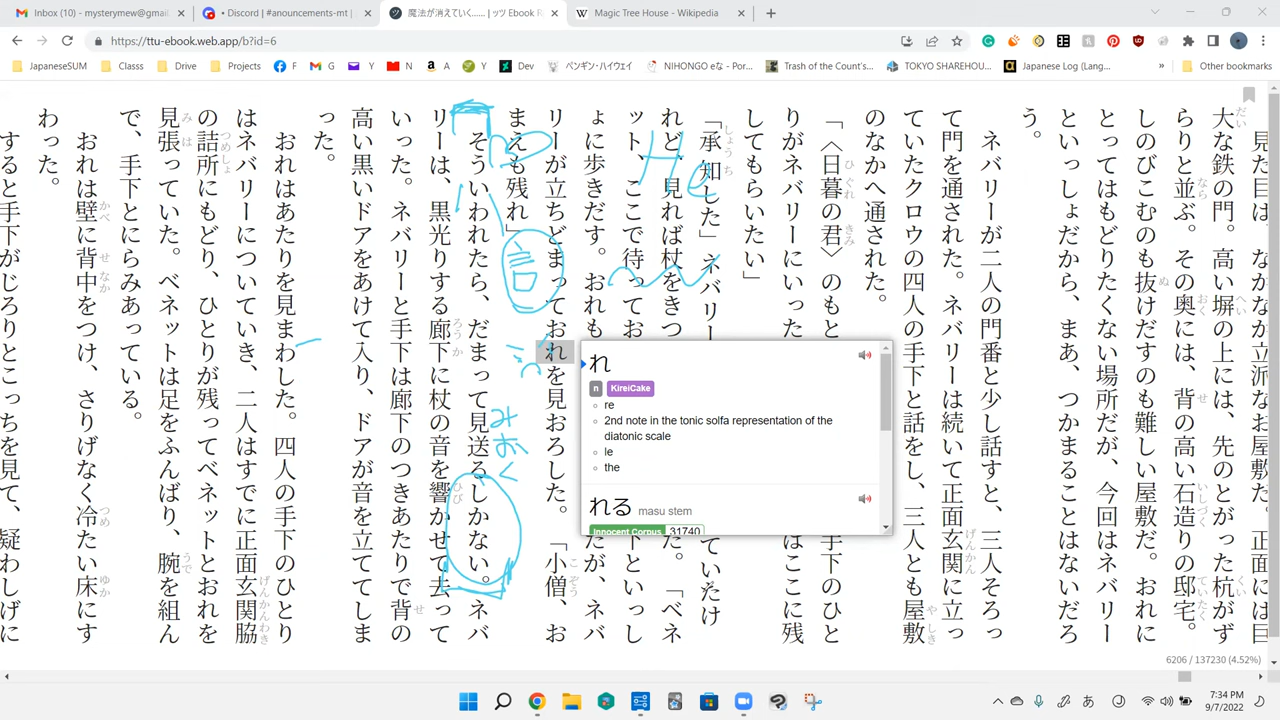 Inbox (10) - mysterymew@gmail
• Discord | #anouncements-mt |
魔法が消えていく…… | ッツ Ebook R
Magic Tree House - Wikipedia
https://ttu-ebook.web.app/b?id=6
JapaneseSUM
Classs
Drive
Projects
F
G
Y
N
A
Y
Dev
ペンギン・ハイウェイ
NIHONGO eな - Por...
Trash of the Count's...
TOKYO SHAREHOU...
Japanese Log (Lang...
»
Other bookmarks
見た目は、なかなか立派なお屋敷だ。正面には目
大な鉄の門。高い塀の上には、先のとがった杭がず
らりと並ぶ。その奥には、背の高い石造りの邸宅。
しのびこむのも抜けだすのも難しい屋敷だ。おれに
とってはもどりたくない場所だが、今回はネバリー
といっしょだから、まあ、つかまることはないだろ
う。
ネバリーが二人の門番と少し話すと、三人そろっ
て門を通された。ネバリーは続いて正面玄関に立っ
ていたクロウの四人の手下と話をし、三人とも屋敷
のなかへ通された。
「〈日暮の君〉のもと
手下のひと
りがネバリーにいった
はここに残
してもらいたい」
「承知した」ネバリー
ていたけ
れど、見れば杖をきつ
た。「ベネ
ット、ここで待ってお
下といっし
ょに歩きだす。おれも
だが、ネバ
リーが立ちどまっておれを見おろした。「小僧、お
まえも残れ」
そういわれたら、だまって見送るしかない。ネバ
リーは、黒光りする廊下に杖の音を響かせて去って
いった。ネバリーと手下は廊下のつきあたりで背の
高い黒いドアをあけて入り、ドアが音を立ててしま
った。
おれはあたりを見まわした。四人の手下のひとり
はネバリーについていき、二人はすでに正面玄関脇
の詰所にもどり、ひとりが残ってベネットとおれを
見張っていた。ベネットは足をふんばり、腕を組ん
で、手下とにらみあっている。
おれは壁に背中をつけ、さりげなく冷たい床にす
わった。
すると手下がじろりとこっちを見て、疑わしげに
He
言
みおく
れ
n KireiCake
re
2nd note in the tonic solfa representation of the
diatonic scale
le
the
れる masu stem
Innocent Corpus 31740
6206 / 137230 (4.52%)
あ
7:34 PM
9/7/2022